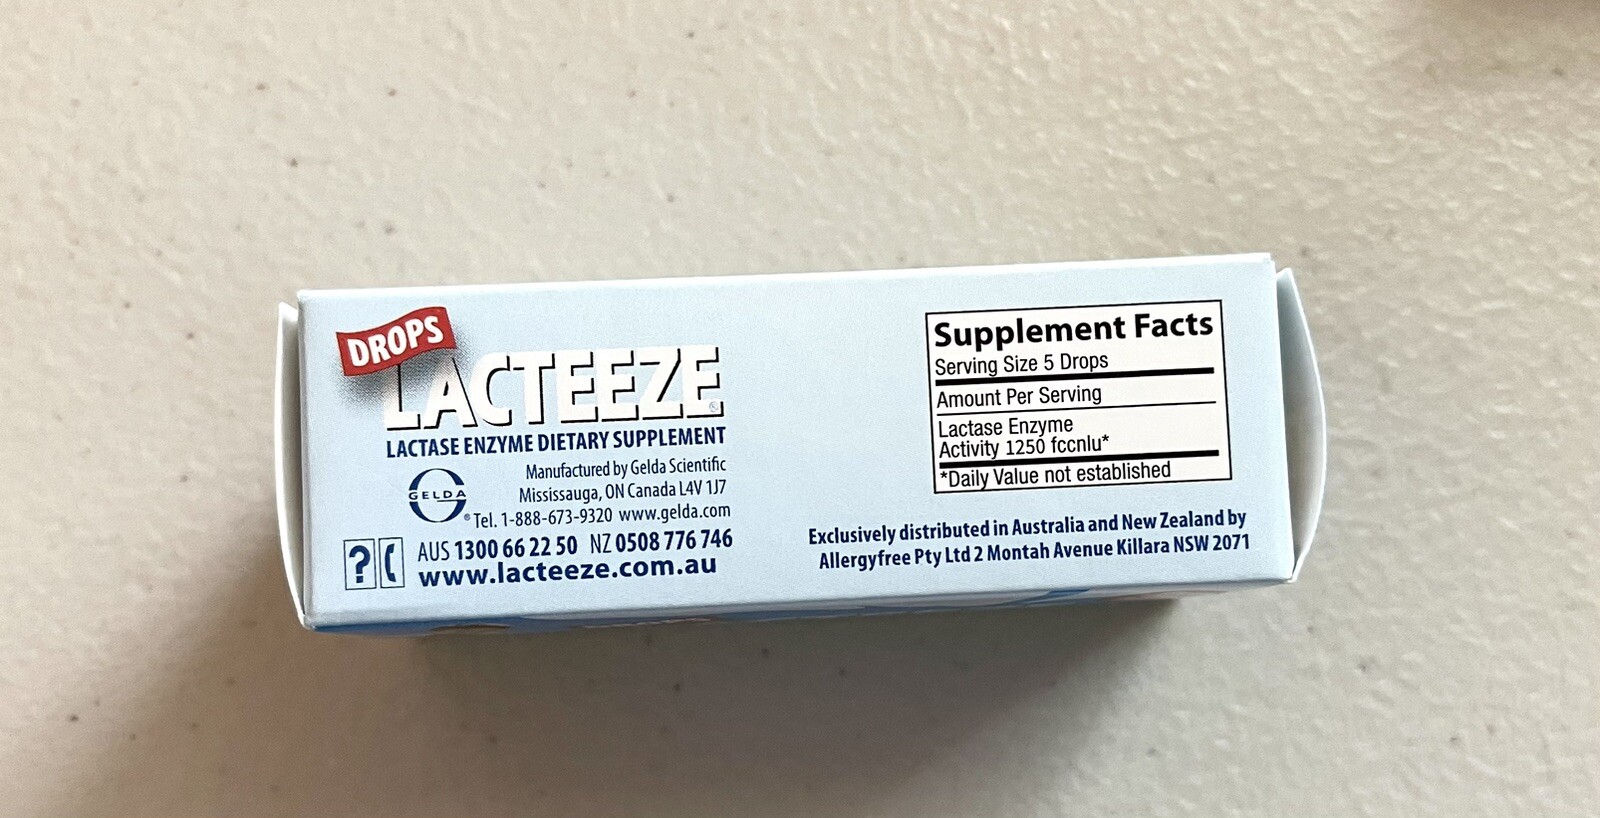 DROPS
LACTEEZE®
LACTASE ENZYME DIETARY SUPPLEMENT
Manufactured by Gelda Scientific
Mississauga, ON Canada L4V 1J7
GELDA®
Tel. 1-888-673-9320 www.gelda.com
? AUS 1300 66 22 50 NZ 0508 776 746
www.lacteeze.com.au
Supplement Facts
Serving Size 5 Drops
Amount Per Serving
Lactase Enzyme
Activity 1250 fccnlu*
*Daily Value not established
Exclusively distributed in Australia and New Zealand by
Allergyfree Pty Ltd 2 Montah Avenue Killara NSW 2071